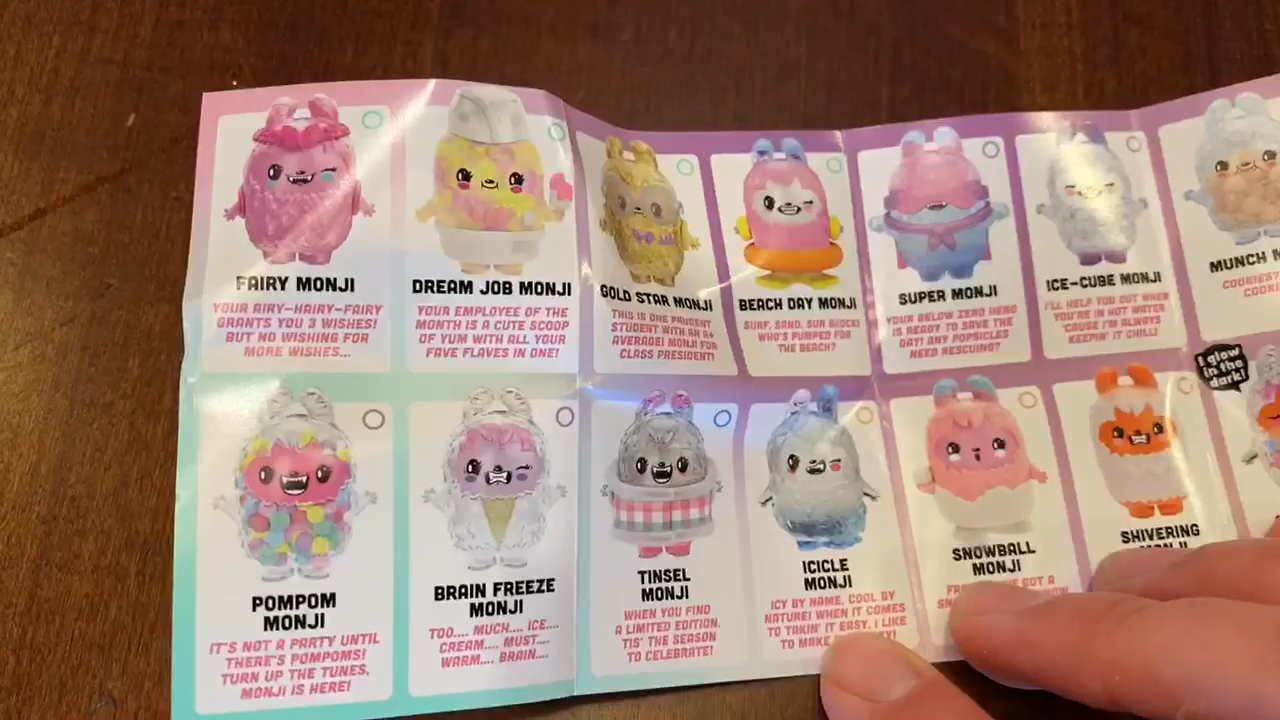 FAIRY MONJI
YOUR AIRY-HAIRY-FAIRY
GRANTS YOU 3 WISHES!
BUT NO WISHING FOR
MORE WISHES...
DREAM JOB MONJI
YOUR EMPLOYEE OF THE
MONTH IS A CUTE SCOOP
OF YUM WITH ALL YOUR
FAVE FLAVES IN ONE!
GOLD STAR MONJI
THIS IS ONE PRUDENT
STUDENT WITH AN A+
AVERAGE! MONJI FOR
CLASS PRESIDENT!
BEACH DAY MONJI
SURF, SAND, SUN BLOCK!
WHO'S PUMPED FOR
THE BEACH?
SUPER MONJI
YOUR BELOW ZERO HERO
IS READY TO SAVE THE
DAY! ANY POPSICLES
NEED RESCUING?
ICE-CUBE MONJI
I'LL HELP YOU OUT WHEN
YOU'RE IN HOT WATER
'CAUSE I'M ALWAYS
KEEPIN' IT CHILL!
MUNCH
COOKIEST
POMPOM
MONJI
IT'S NOT A PARTY UNTIL
THERE'S POMPOMS!
TURN UP THE TUNES,
MONJI IS HERE!
BRAIN FREEZE
MONJI
TOO.... MUCH.... ICE....
CREAM.... MUST....
WARM.... BRAIN....
TINSEL
MONJI
WHEN YOU FIND
A LIMITED EDITION,
TIS' THE SEASON
TO CELEBRATE!
ICICLE
MONJI
ICY BY NAME, COOL BY
NATURE! WHEN IT COMES
TO TAKIN' IT EASY, I LIKE
TO MAKE
SNOWBALL
MONJI
GOT A
SHIVERING
MONJI
I glow
in the
dark!